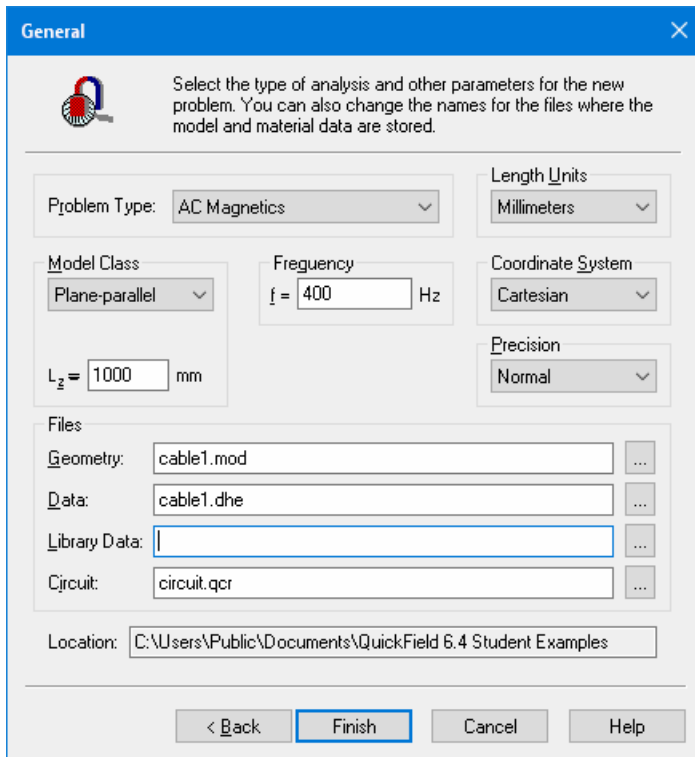 General
Select the type of analysis and other parameters for the new
problem. You can also change the names for the files where the
model and material data are stored.
Problem Type: AC Magnetics
Length Units
Millimeters
Model Class
Plane-parallel
Lz = 1000 mm
Freguency
f = 400 Hz
Coordinate System
Cartesian
Precision
Normal
Files
Geometry: cable1.mod ...
Data: cable1.dhe ...
Library Data: ...
Circuit: circuit.qcr ...
Location: C:\Users\Public\Documents\QuickField 6.4 Student Examples
< Back Finish Cancel Help